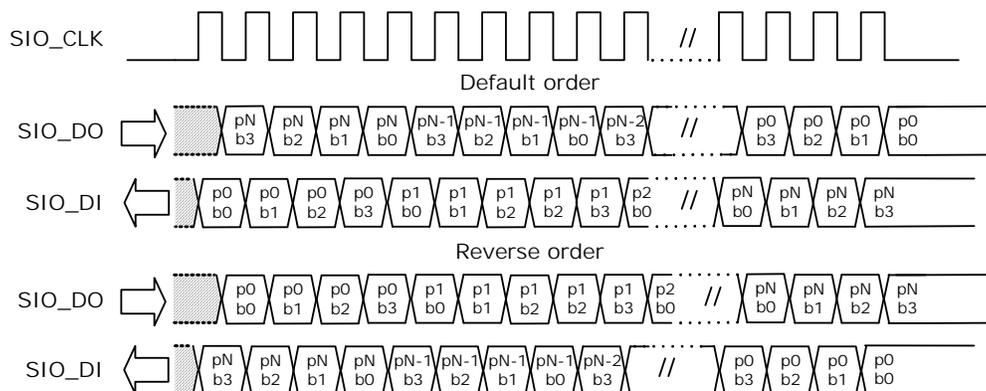 SIO_CLK //
Default order
SIO_DO pN pN pN pN pN-1 pN-1 pN-1 pN-1 pN-2 // p0 p0 p0 p0
b3 b2 b1 b0 b3 b2 b1 b0 b3 b3 b2 b1 b0
SIO_DI p0 p0 p0 p0 p1 p1 p1 p1 p1 p2 // pN pN pN pN
b0 b1 b2 b3 b0 b1 b2 b2 b3 b0 b0 b1 b2 b3
Reverse order
SIO_DO p0 p0 p0 p0 p1 p1 p1 p1 p1 p2 // pN pN pN pN
b0 b1 b2 b3 b0 b1 b2 b2 b3 b0 b0 b1 b2 b3
SIO_DI pN pN pN pN pN-1 pN-1 pN-1 pN-1 pN-2 // p0 p0 p0 p0
b3 b2 b1 b0 b3 b2 b1 b0 b3 b3 b2 b1 b0